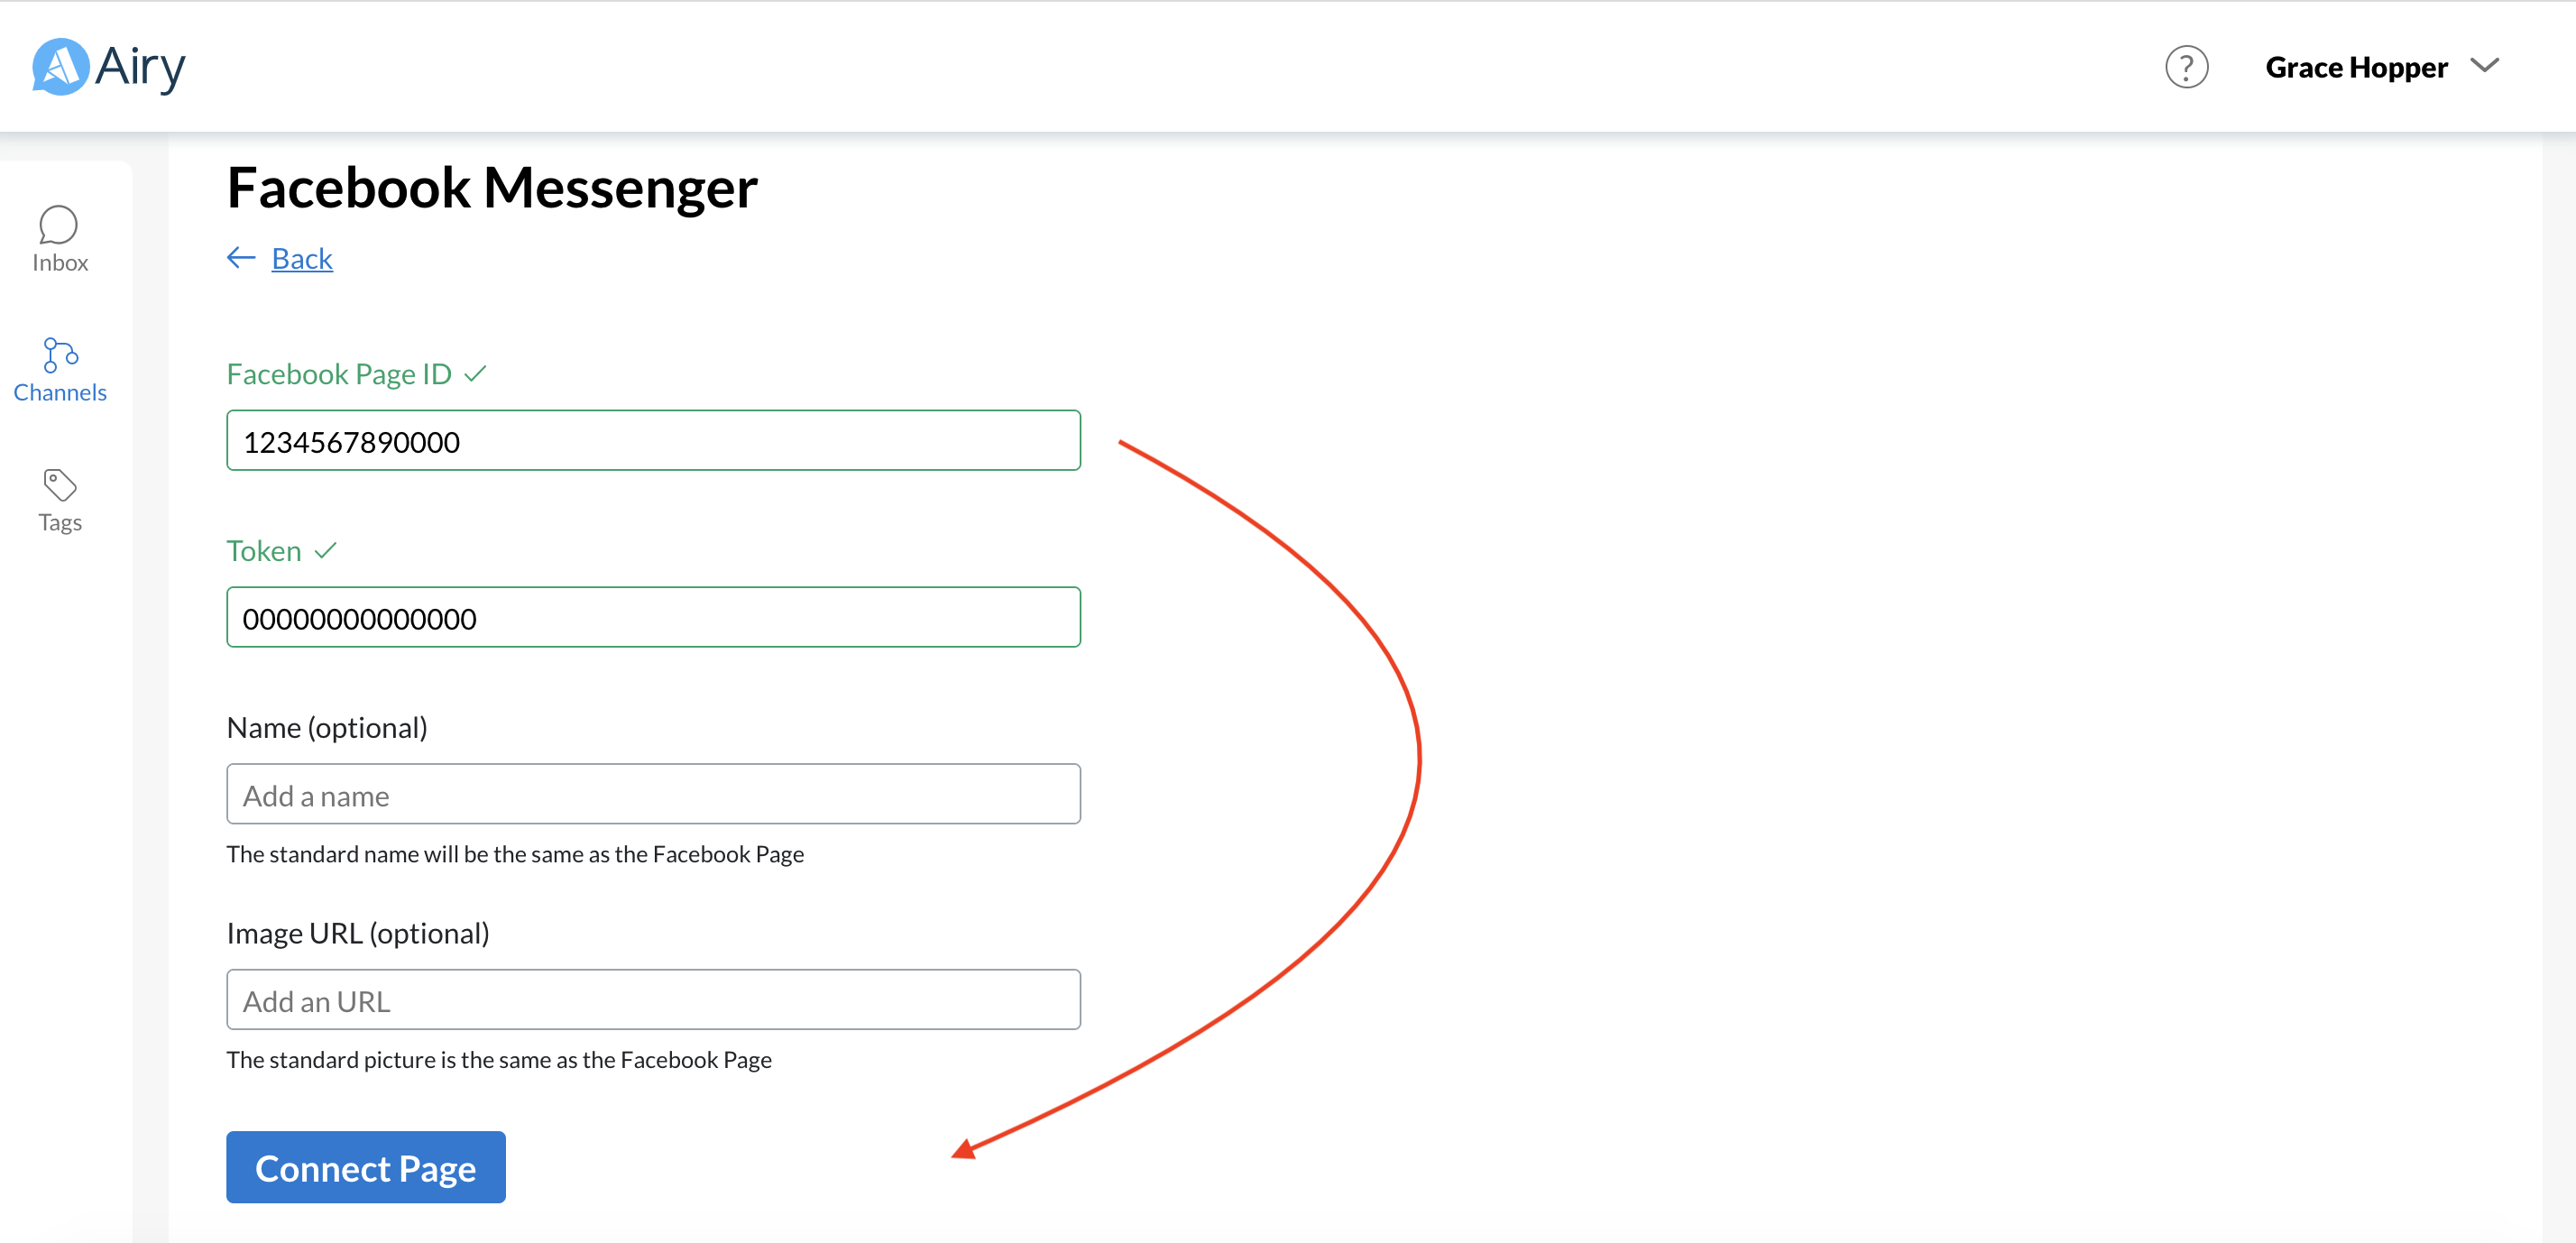 Airy
?
Grace Hopper
Inbox
Channels
Tags
Facebook Messenger
Back
Facebook Page ID
1234567890000
Token
00000000000000
Name (optional)
Add a name
The standard name will be the same as the Facebook Page
Image URL (optional)
Add an URL
The standard picture is the same as the Facebook Page
Connect Page